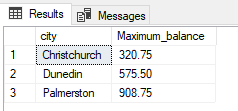 Results Messages
city Maximum_balance
1 Christchurch 320.75
2 Dunedin 575.50
3 Palmerston 908.75